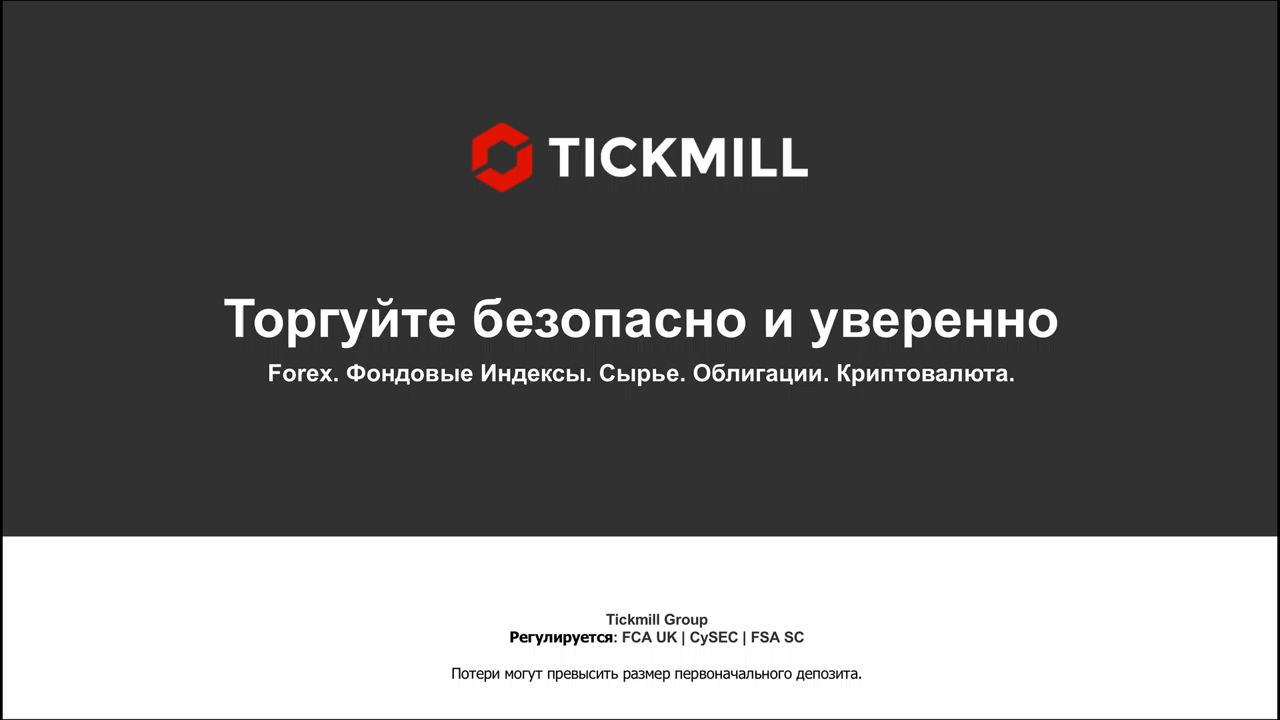 TICKMILL
Торгуйте безопасно и уверенно
Forex. Фондовые Индексы. Сырье. Облигации. Криптовалюта.
Tickmill Group
Регулируется: FCA UK | CySEC | FSA SC
Потери могут превысить размер первоначального депозита.